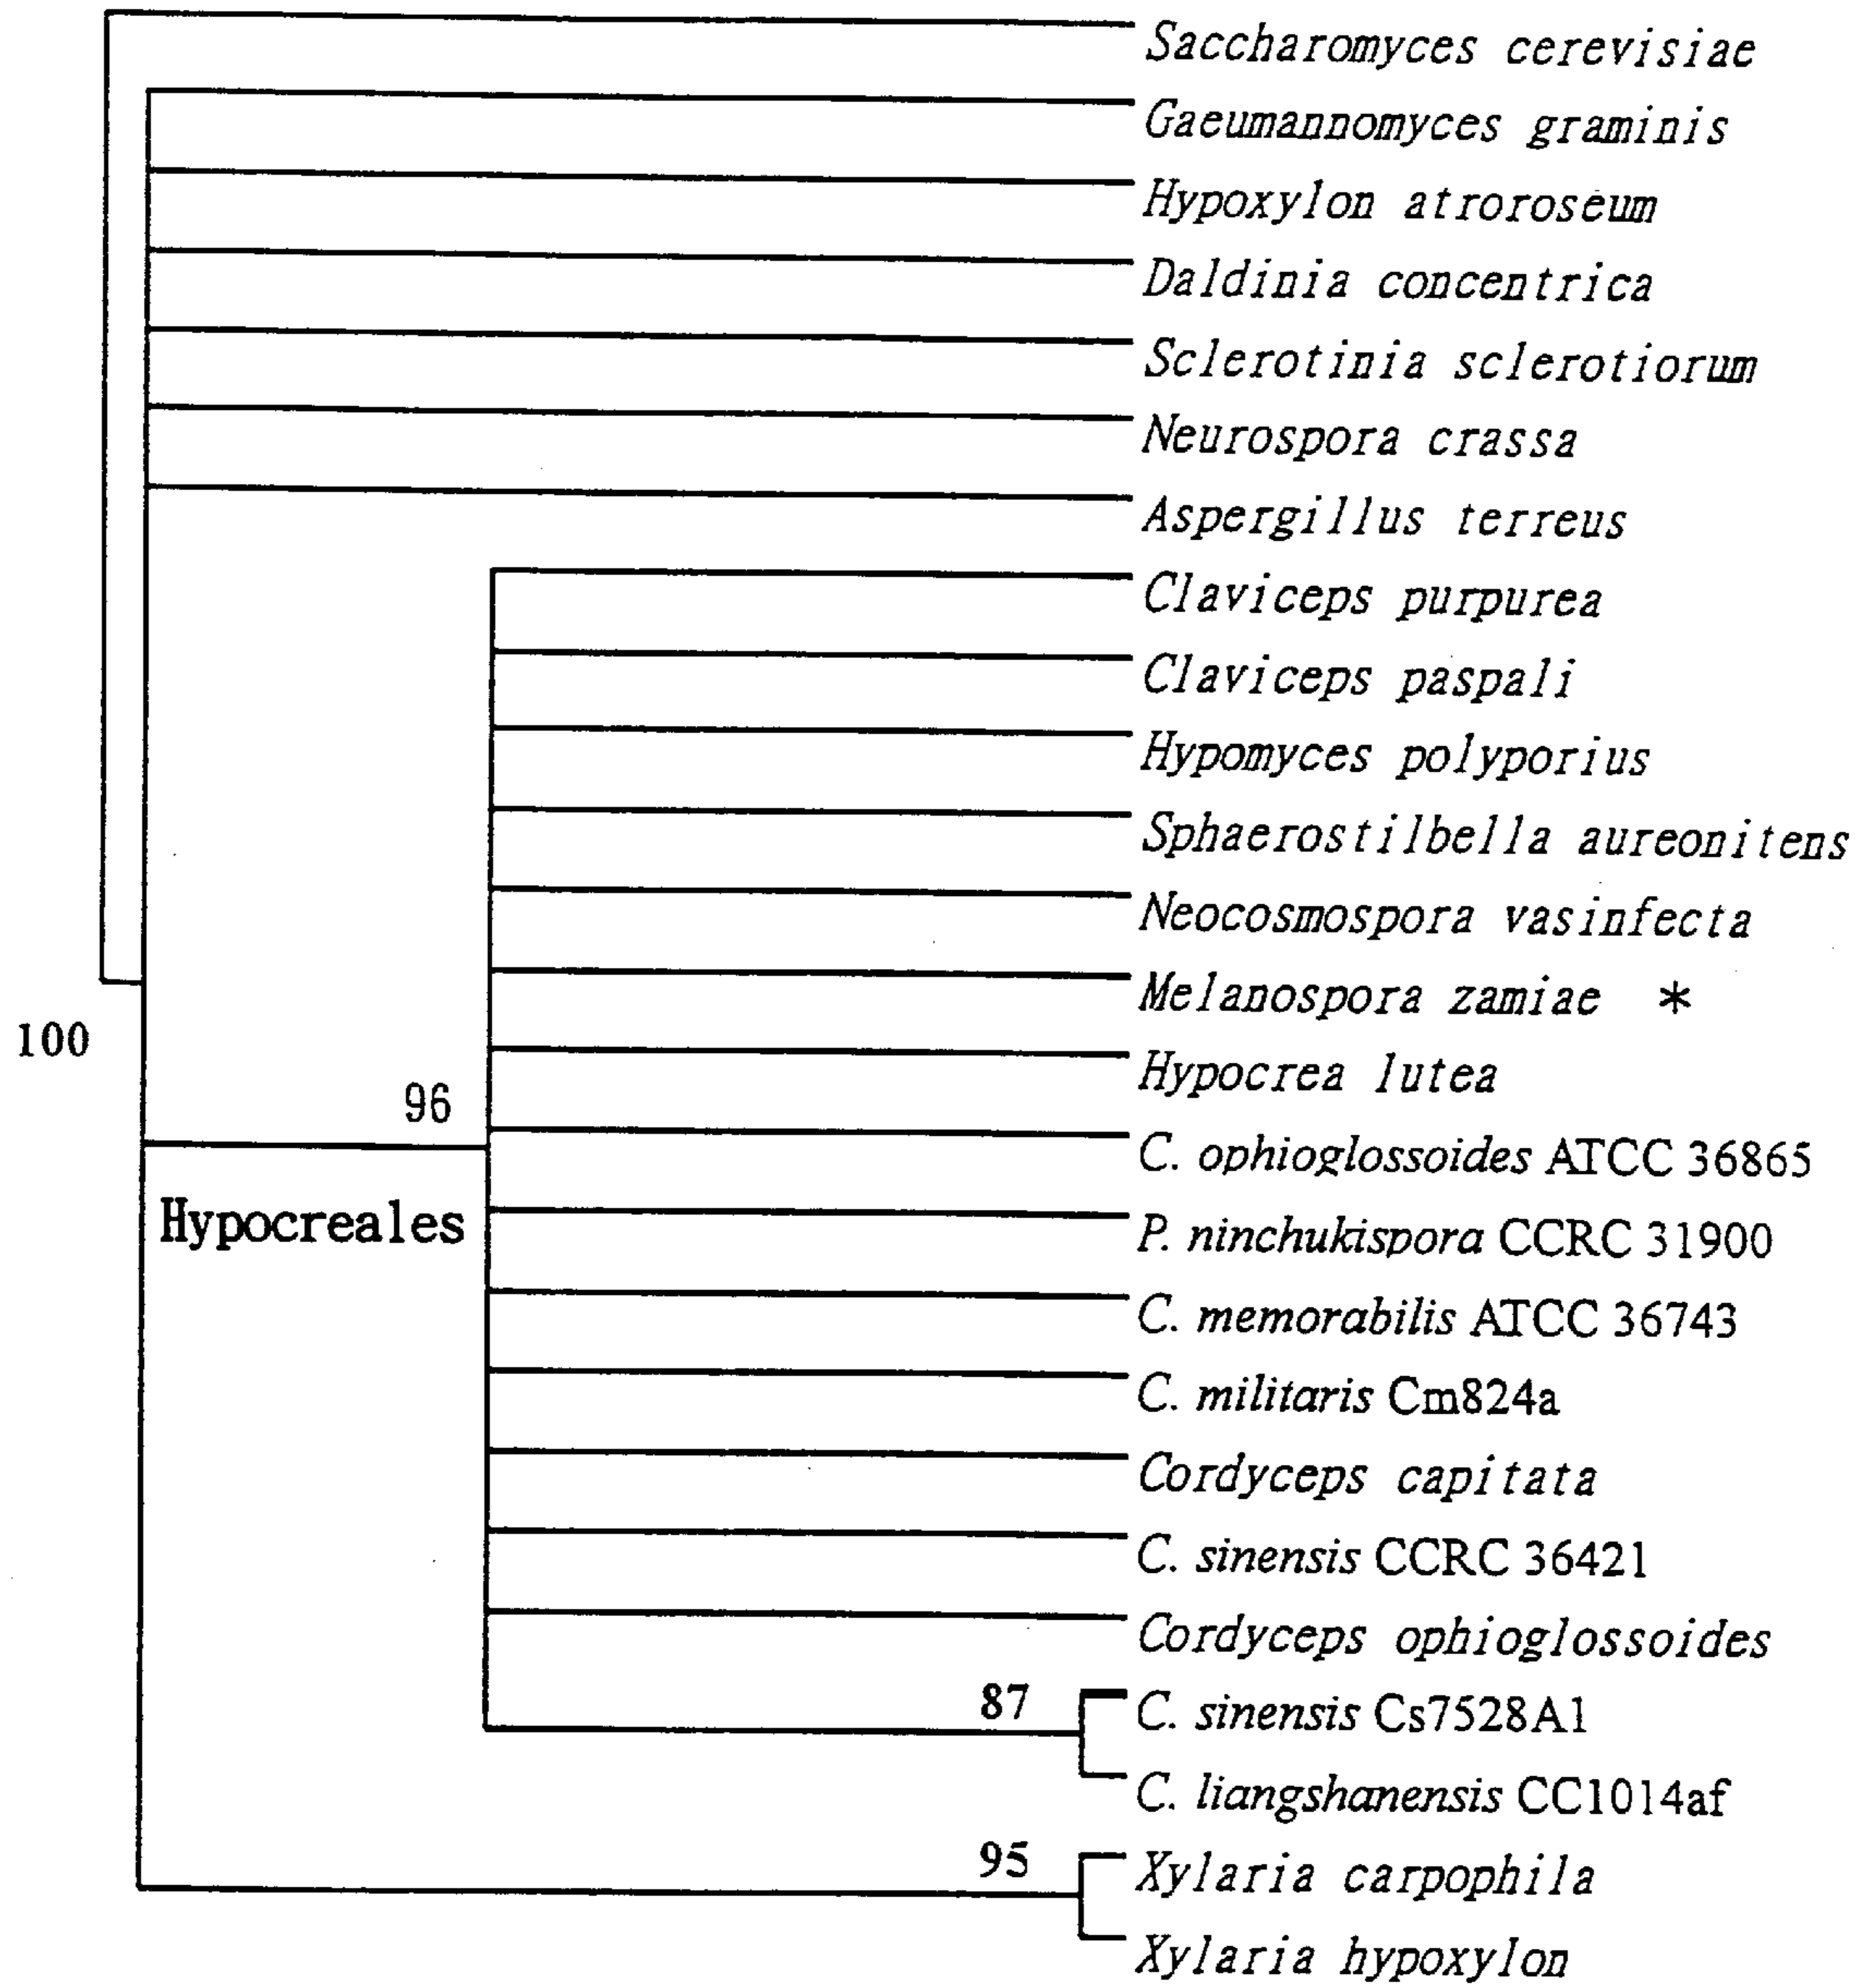 Saccharomyces cerevisiae
Gaeumannomyces graminis
Hypoxylon atroroseum
Daldinia concentrica
Sclerotinia sclerotiorum
Neurospora crassa
Aspergillus terreus
Claviceps purpurea
Claviceps paspali
Hypomyces polyporius
Sphaerostilbella aureonitens
Neocosmospora vasinfecta
Melanospora zamiae *
100
Hypocrea lutea
96
C. ophioglossoides ATCC 36865
Hypocreales
P. ninchukispora CCRC 31900
C. memorabilis ATCC 36743
C. militaris Cm824a
Cordyceps capitata
C. sinensis CCRC 36421
Cordyceps ophioglossoides
87
C. sinensis Cs7528A1
C. liangshanensis CC1014af
95
Xylaria carpophila
Xylaria hypoxylon